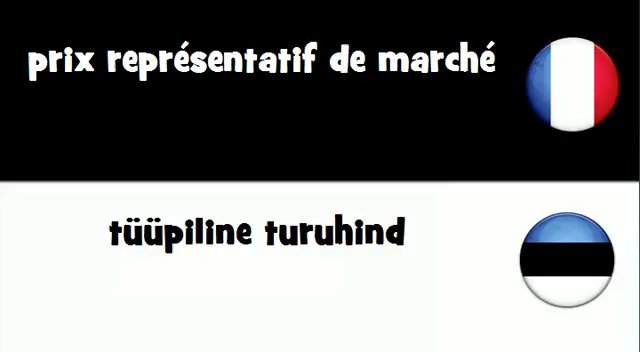 prix représentatif de marché
tüüpiline turuhind